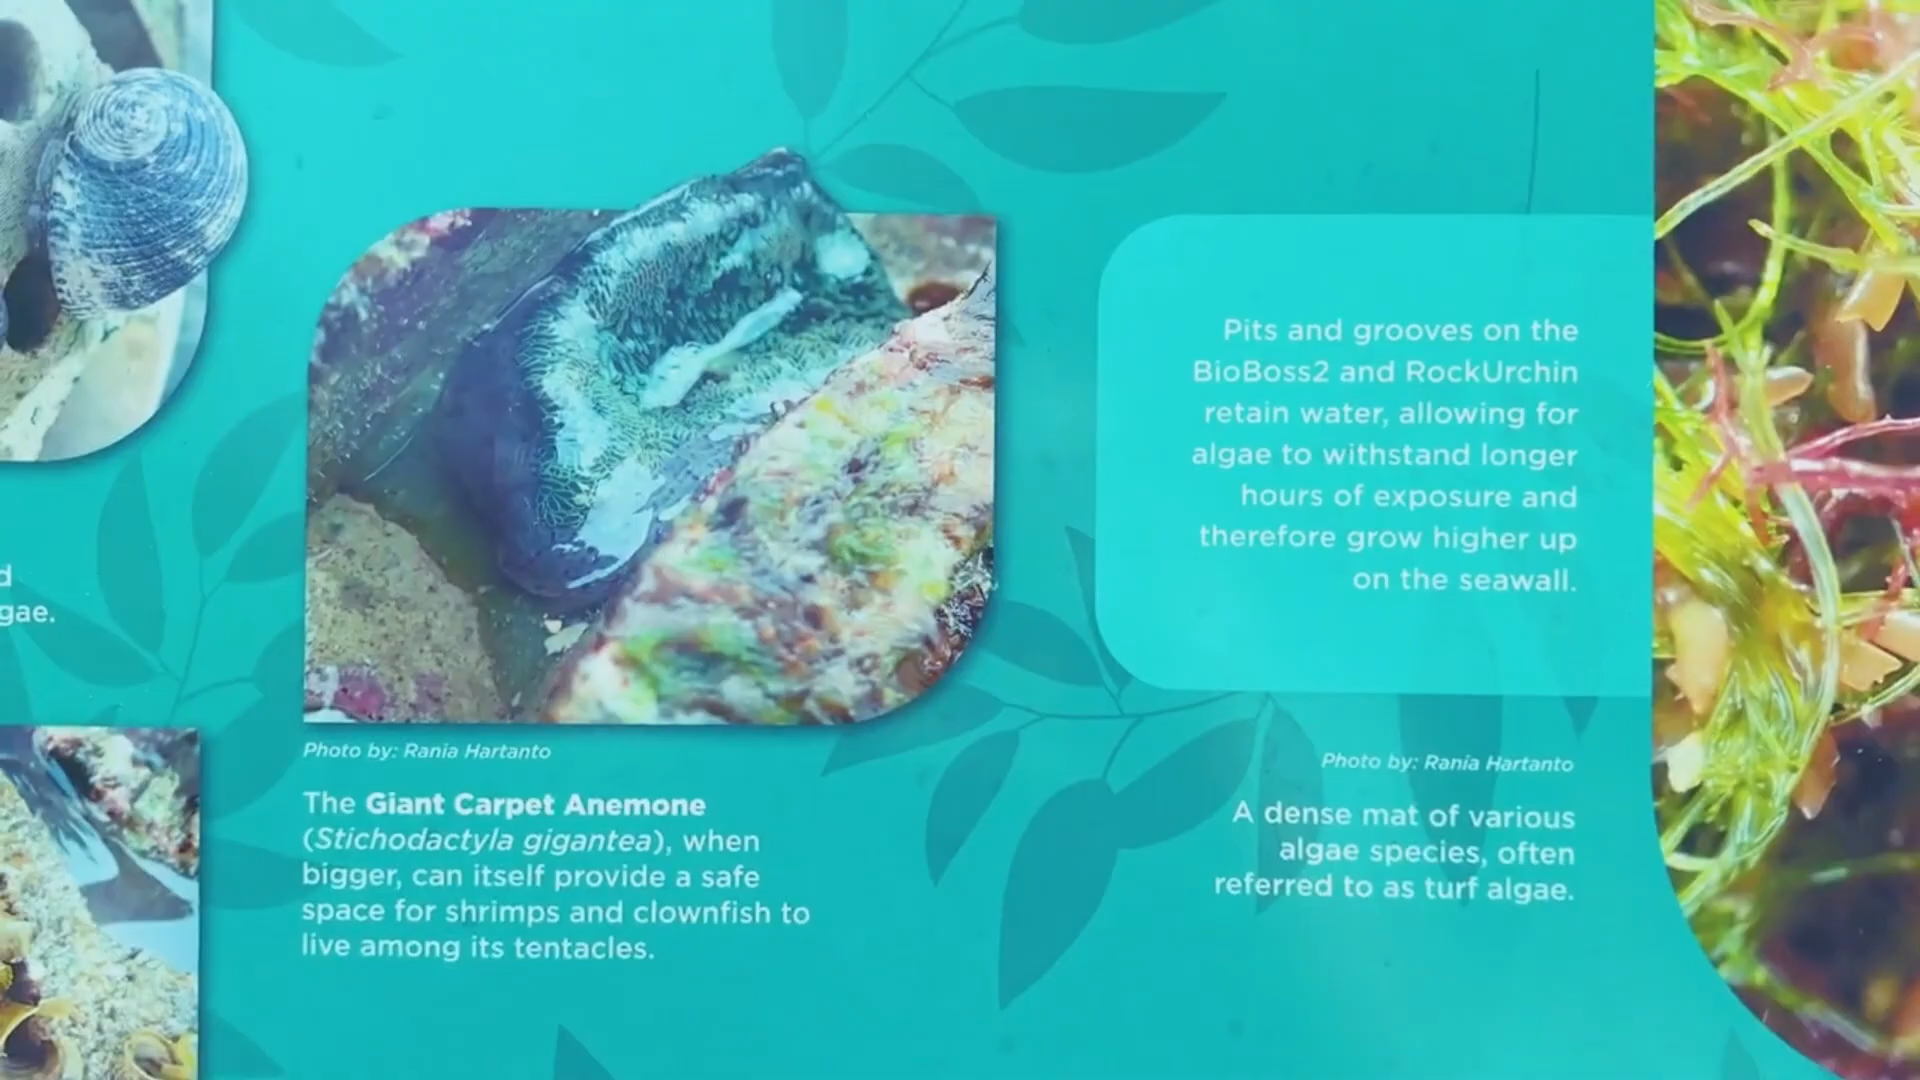 gae.
Photo by: Rania Hartanto
The Giant Carpet Anemone
(Stichodactyla gigantea), when
bigger, can itself provide a safe
space for shrimps and clownfish to
live among its tentacles.
Pits and grooves on the
BioBoss2 and RockUrchin
retain water, allowing for
algae to withstand longer
hours of exposure and
therefore grow higher up
on the seawall.
Photo by: Rania Hartanto
A dense mat of various
algae species, often
referred to as turf algae.